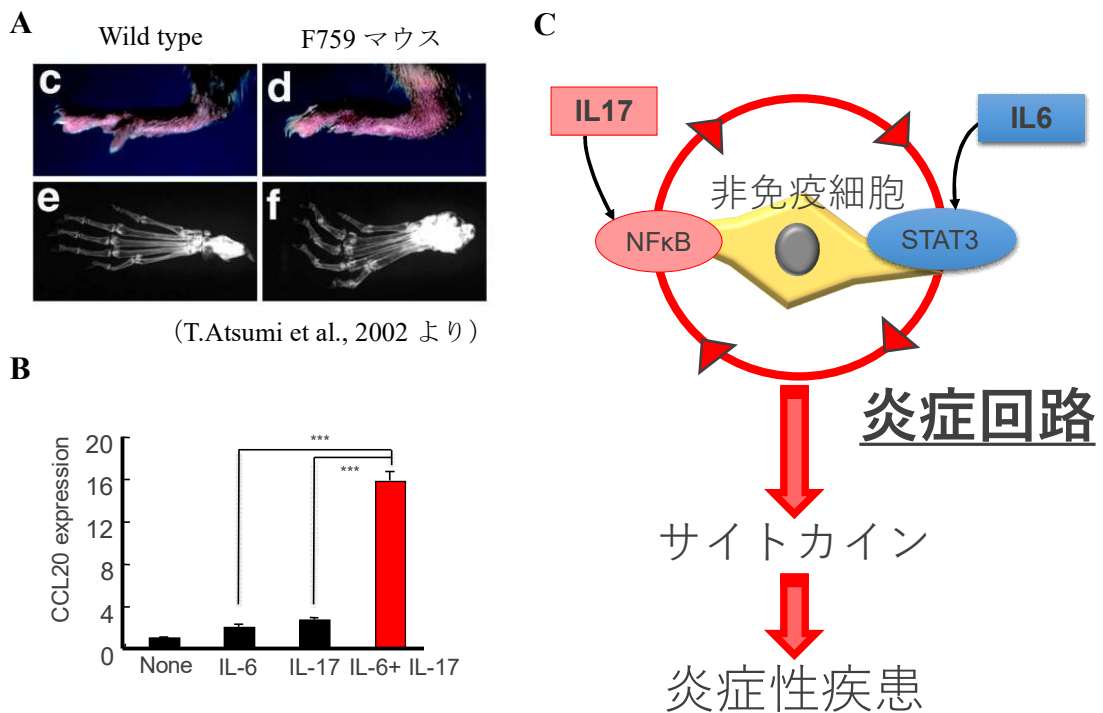 A
Wild type
F759 マウス
c
d
e
f
(T.Atsumi et al., 2002 より)
B
CCL20 expression
20
16
12
8
4
0
***
***
None
IL-6
IL-17
IL-6+ IL-17
C
IL17
IL6
非免疫細胞
NFκB
STAT3
炎症回路
サイトカイン
炎症性疾患